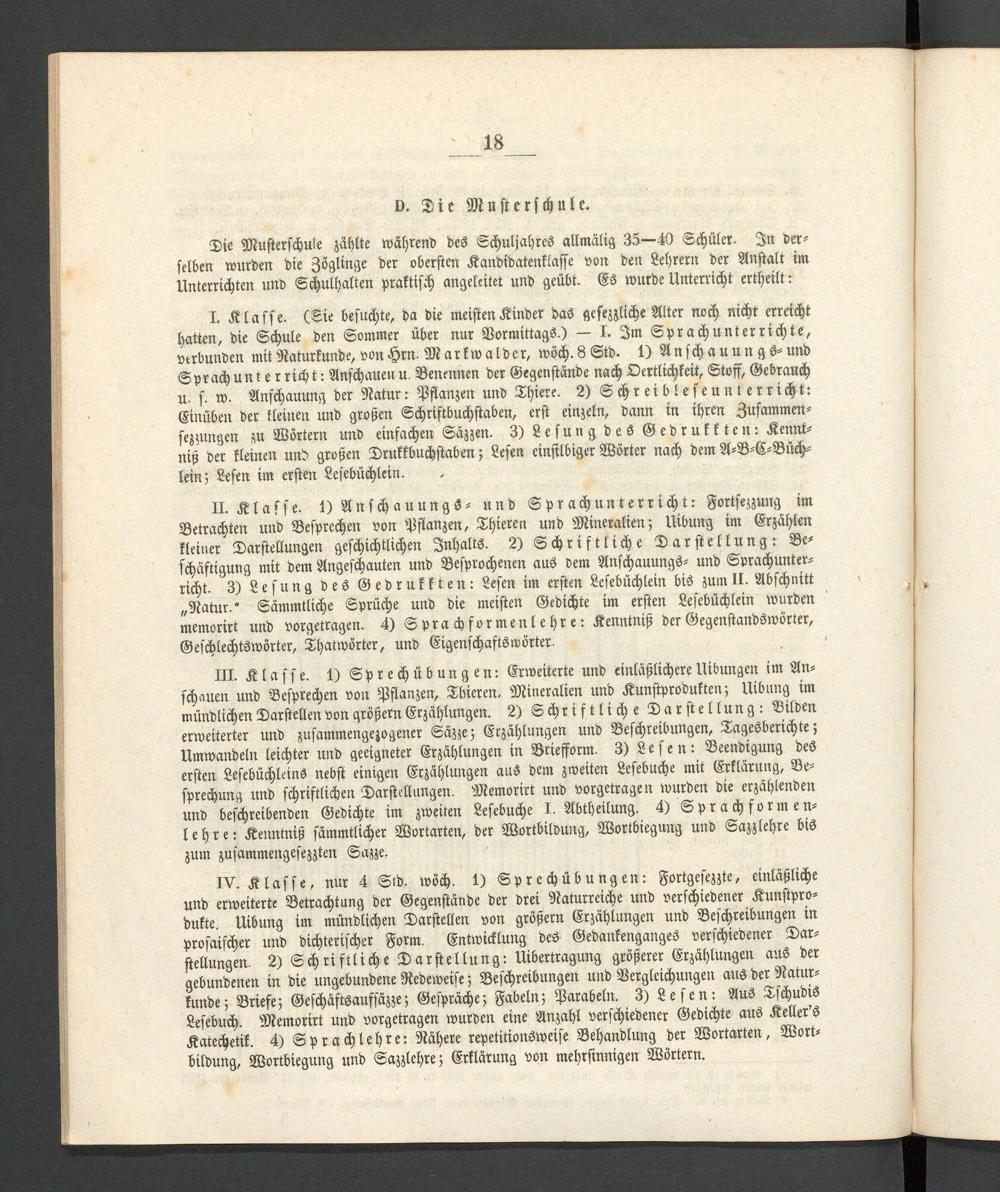 18
D. Die Musterschule.
Die Musterschule zählte während des Schuljahres allmälig 35—40 Schüler. In der-
selben wurden die Zöglinge der obersten Kandidatenklasse von den Lehrern der Anstalt im
Unterrichten und Schulhalten praktisch angeleitet und geübt. Es wurde Unterricht ertheilt:
I. Klasse. (Sie besuchte, da die meisten Kinder das gesezzliche Alter noch nicht erreicht
hatten, die Schule den Sommer über nur Vormittags.) — I. Im Sprachunterrichte,
verbunden mit Naturkunde, von Hrn. Markwalder, wöch. 8 Std. 1) Anschauungs- und
Sprachunterricht: Anschauen u. Benennen der Gegenstände nach Oertlichkeit, Stoff, Gebrauch
u. s. w. Anschauung der Natur: Pflanzen und Thiere. 2) Schreibleseunterricht:
Einüben der kleinen und großen Schriftbuchstaben, erst einzeln, dann in ihren Zusammen-
sezzungen zu Wörtern und einfachen Säzzen. 3) Lesung des Gedrukkten: Kennt-
niß der kleinen und großen Drukkbuchstaben; Lesen einsilbiger Wörter nach dem A-B-C-Büch-
lein; Lesen im ersten Lesebüchlein.
II. Klasse. 1) Anschauungs- und Sprachunterricht: Fortsezzung im
Betrachten und Besprechen von Pflanzen, Thieren und Mineralien; Uibung im Erzählen
kleiner Darstellungen geschichtlichen Inhalts. 2) Schriftliche Darstellung: Be-
schäftigung mit dem Angeschauten und Besprochenen aus dem Anschauungs- und Sprachunter-
richt. 3) Lesung des Gedrukkten: Lesen im ersten Lesebüchlein bis zum II. Abschnitt
„Natur.“ Sämmtliche Sprüche und die meisten Gedichte im ersten Lesebüchlein wurden
memorirt und vorgetragen. 4) Sprachformenlehre: Kenntniß der Gegenstandswörter,
Geschlechtswörter, Thatwörter, und Eigenschaftswörter.
III. Klasse. 1) Sprechübungen: Erweiterte und einläßlichere Uibungen im An-
schauen und Besprechen von Pflanzen, Thieren, Mineralien und Kunstprodukten; Uibung im
mündlichen Darstellen von größern Erzählungen. 2) Schriftliche Darstellung: Bilden
erweiterter und zusammengezogener Säzze; Erzählungen und Beschreibungen, Tagesberichte;
Umwandeln leichter und geeigneter Erzählungen in Briefform. 3) Lesen: Beendigung des
ersten Lesebüchleins nebst einigen Erzählungen aus dem zweiten Lesebuche mit Erklärung, Be-
sprechung und schriftlichen Darstellungen. Memorirt und vorgetragen wurden die erzählenden
und beschreibenden Gedichte im zweiten Lesebuche I. Abtheilung. 4) Sprachformen-
lehre: Kenntniß sämmtlicher Wortarten, der Wortbildung, Wortbiegung und Sazzlehre bis
zum zusammengesezzten Sazze.
IV. Klasse, nur 4 Std. wöch. 1) Sprechübungen: Fortgesezzte, einläßliche
und erweiterte Betrachtung der Gegenstände der drei Naturreiche und verschiedener Kunstpro-
dukte. Uibung im mündlichen Darstellen von größern Erzählungen und Beschreibungen in
prosaischer und dichterischer Form. Entwicklung des Gedankenganges verschiedener Dar-
stellungen. 2) Schriftliche Darstellung: Uibertragung größerer Erzählungen aus der
gebundenen in die ungebundene Redeweise; Beschreibungen und Vergleichungen aus der Natur-
kunde; Briefe; Geschäftsaufsäzze; Gespräche; Fabeln; Parabeln. 3) Lesen: Aus Tschudis
Lesebuch. Memorirt und vorgetragen wurden eine Anzahl verschiedener Gedichte aus Keller's
Katechetik. 4) Sprachlehre: Nähere repetitionsweise Behandlung der Wortarten, Wort-
bildung, Wortbiegung und Sazzlehre; Erklärung von mehrsinnigen Wörtern.